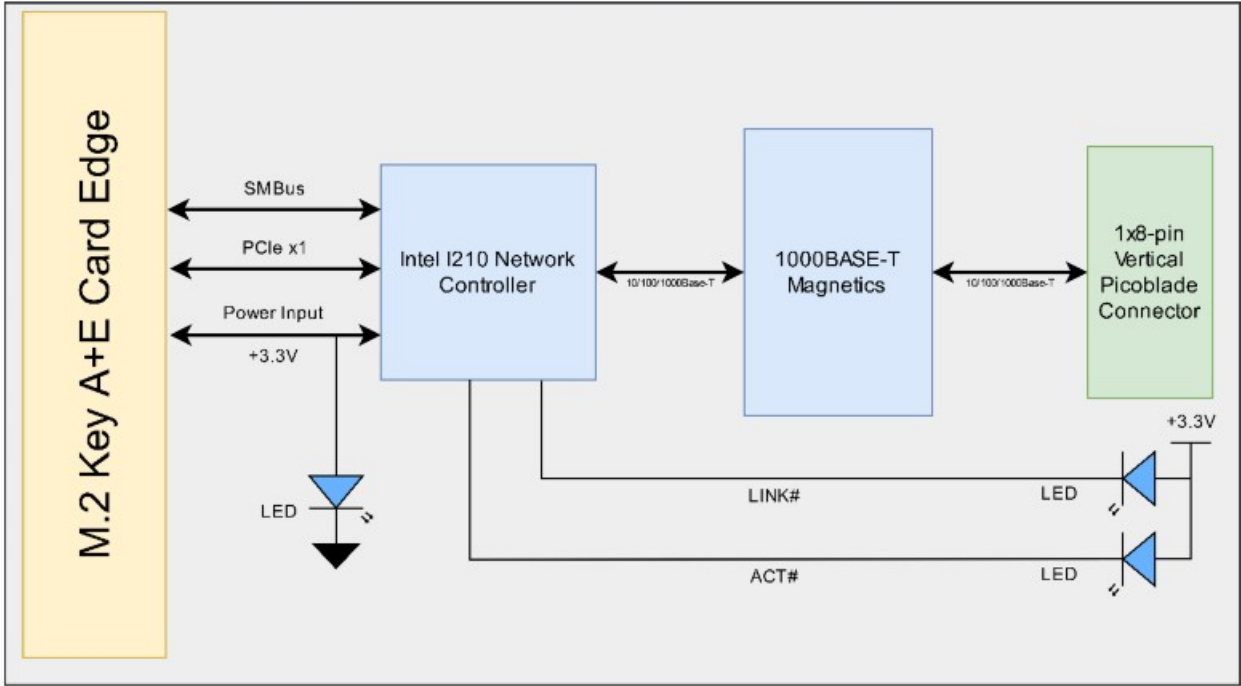 M.2 Key A+E Card Edge
SMBus
PCIe x1
Power Input
+3.3V
LED
Intel I210 Network
Controller
10/100/1000Base-T
1000BASE-T
Magnetics
10/100/1000Base-T
1x8-pin
Vertical
Picoblade
Connector
+3.3V
LINK#
LED
ACT#
LED